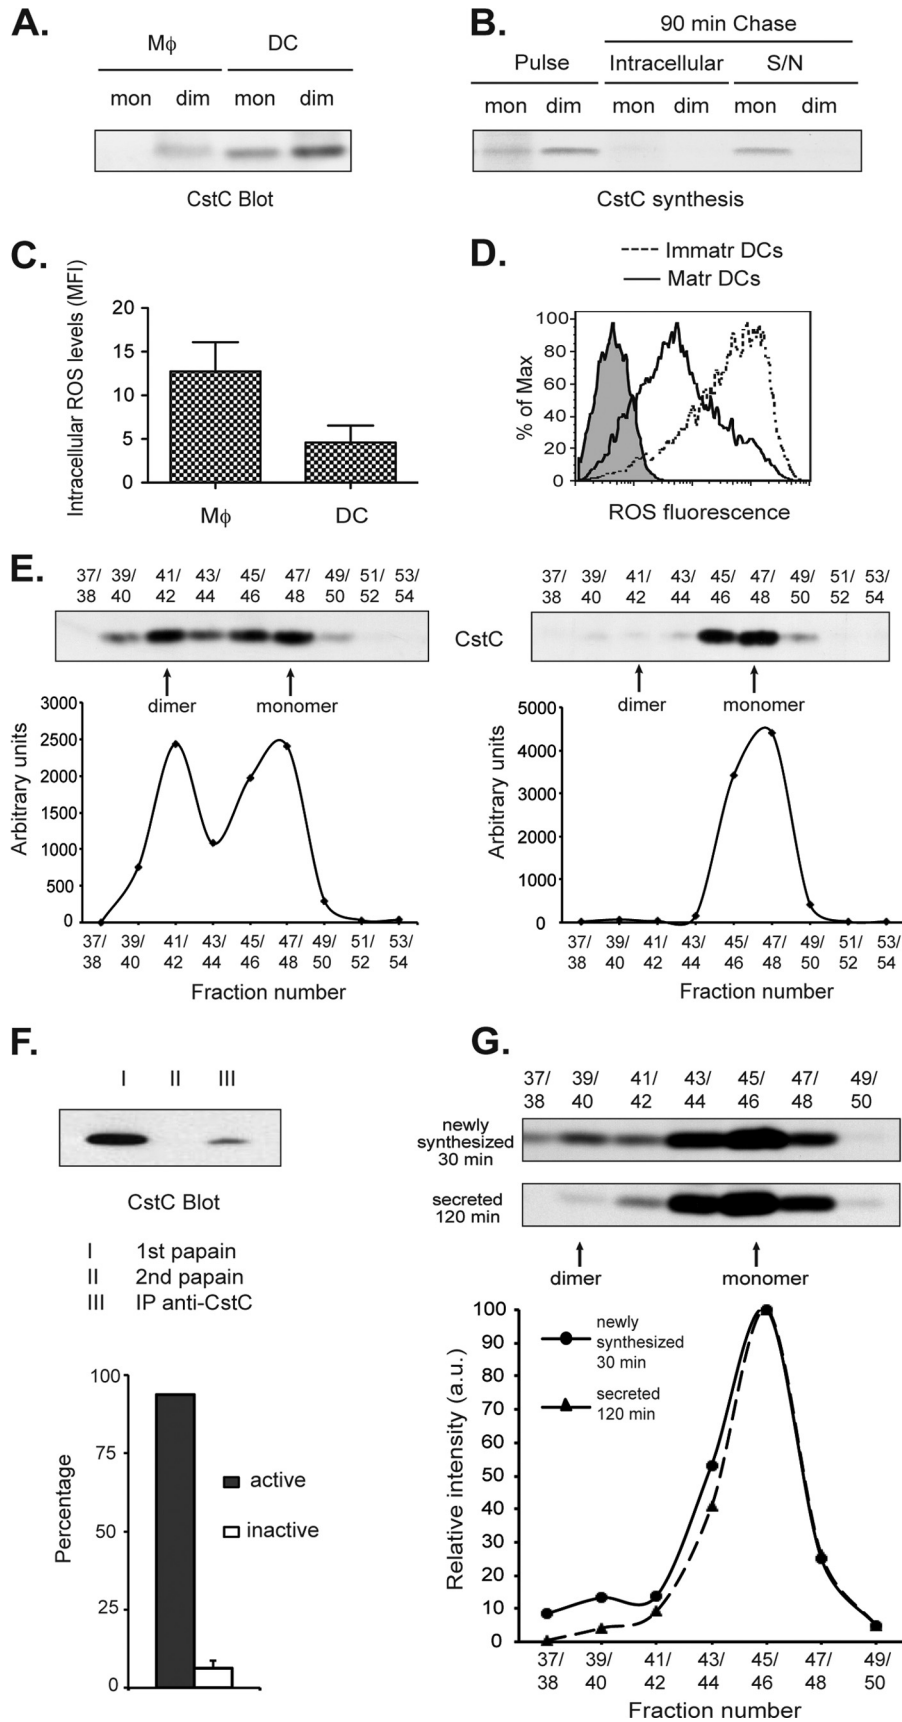 A.
Mϕ DC
mon dim mon dim
CstC Blot
B.
90 min Chase
Pulse Intracellular S/N
mon dim mon dim mon dim
CstC synthesis
C.
Intracellular ROS levels (MFI)
20
15
10
5
0
Mϕ DC
D.
Immatr DCs
Matr DCs
% of Max
100
80
60
40
20
0
ROS fluorescence
E.
37/ 39/ 41/ 43/ 45/ 47/ 49/ 51/ 53/
38 40 42 44 46 48 50 52 54
dimer monomer
Arbitrary units
3000
2500
2000
1500
1000
500
0
37/ 39/ 41/ 43/ 45/ 47/ 49/ 51/ 53/
38 40 42 44 46 48 50 52 54
Fraction number
CstC
37/ 39/ 41/ 43/ 45/ 47/ 49/ 51/ 53/
38 40 42 44 46 48 50 52 54
dimer monomer
Arbitrary units
5000
4000
3000
2000
1000
0
37/ 39/ 41/ 43/ 45/ 47/ 49/ 51/ 53/
38 40 42 44 46 48 50 52 54
Fraction number
F.
I II III
CstC Blot
I 1st papain
II 2nd papain
III IP anti-CstC
Percentage
100
75
50
25
0
active
inactive
G.
37/ 39/ 41/ 43/ 45/ 47/ 49/
38 40 42 44 46 48 50
newly
synthesized
30 min
secreted
120 min
dimer monomer
Relative intensity (a.u.)
100
90
80
70
60
50
40
30
20
10
0
newly
synthesized
30 min
secreted
120 min
37/ 39/ 41/ 43/ 45/ 47/ 49/
38 40 42 44 46 48 50
Fraction number